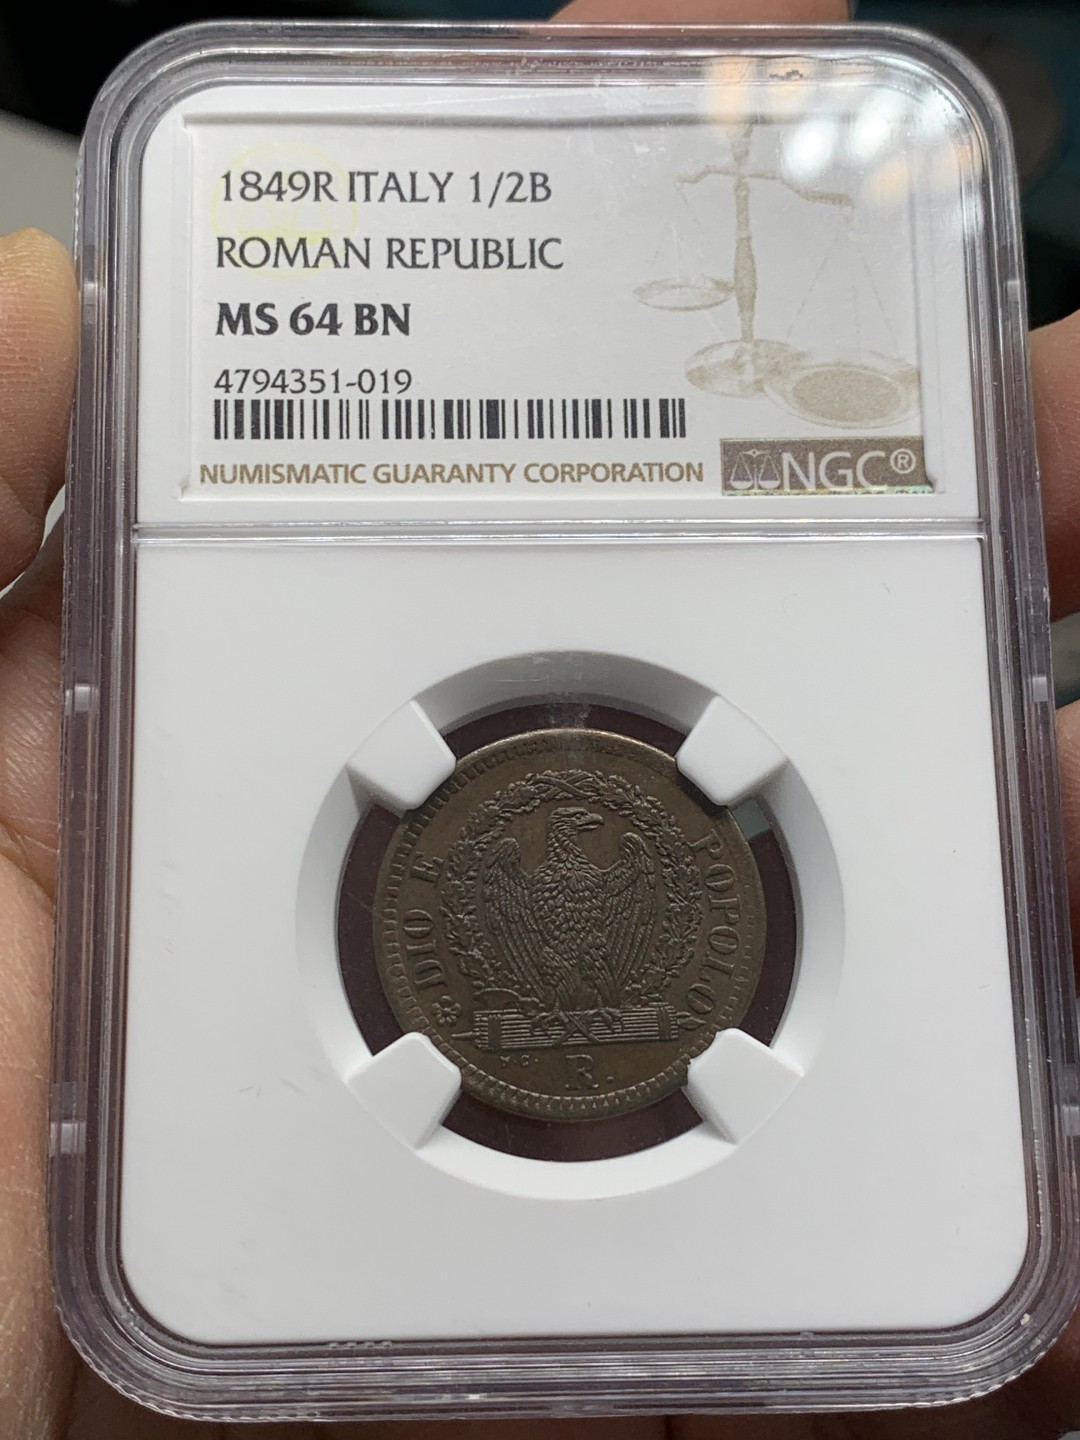 1849R ITALY 1/2B
ROMAN REPUBLIC
MS 64 BN
4794351-019
NUMISMATIC GUARANTY CORPORATION
NGC®
DIO E POPOLO
R.